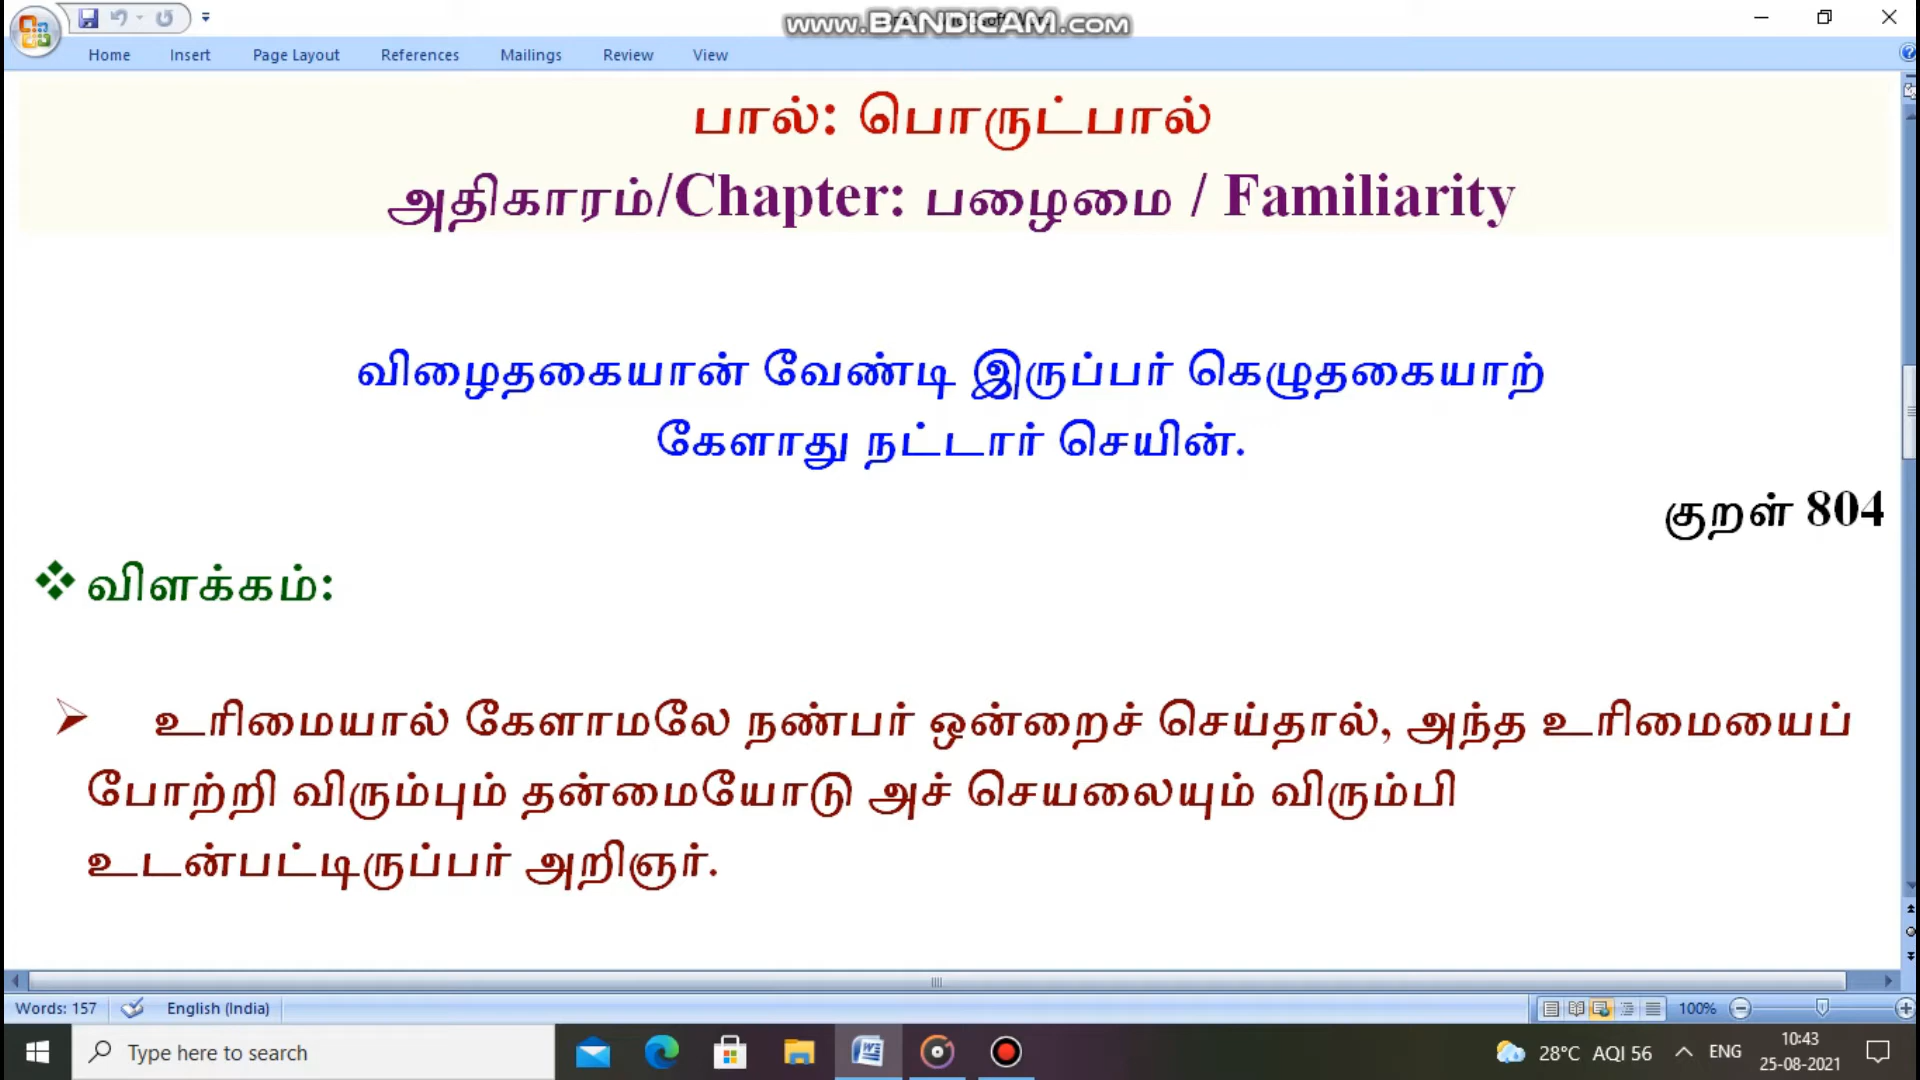 www.BANDICAM.com
Home Insert Page Layout References Mailings Review View
பால்: பொருட்பால்
அதிகாரம்/Chapter: பழைமை / Familiarity
விழைதகையான் வேண்டி இருப்பர் கெழுதகையாற்
கேளாது நட்டார் செயின்.
குறள் 804
விளக்கம்:
உரிமையால் கேளாமலே நண்பர் ஒன்றைச் செய்தால், அந்த உரிமையைப்
போற்றி விரும்பும் தன்மையோடு அச் செயலையும் விரும்பி
உடன்பட்டிருப்பர் அறிஞர்.
Words: 157 English (India) 100%
Type here to search 28°C AQI 56 ENG 10:43
25-08-2021